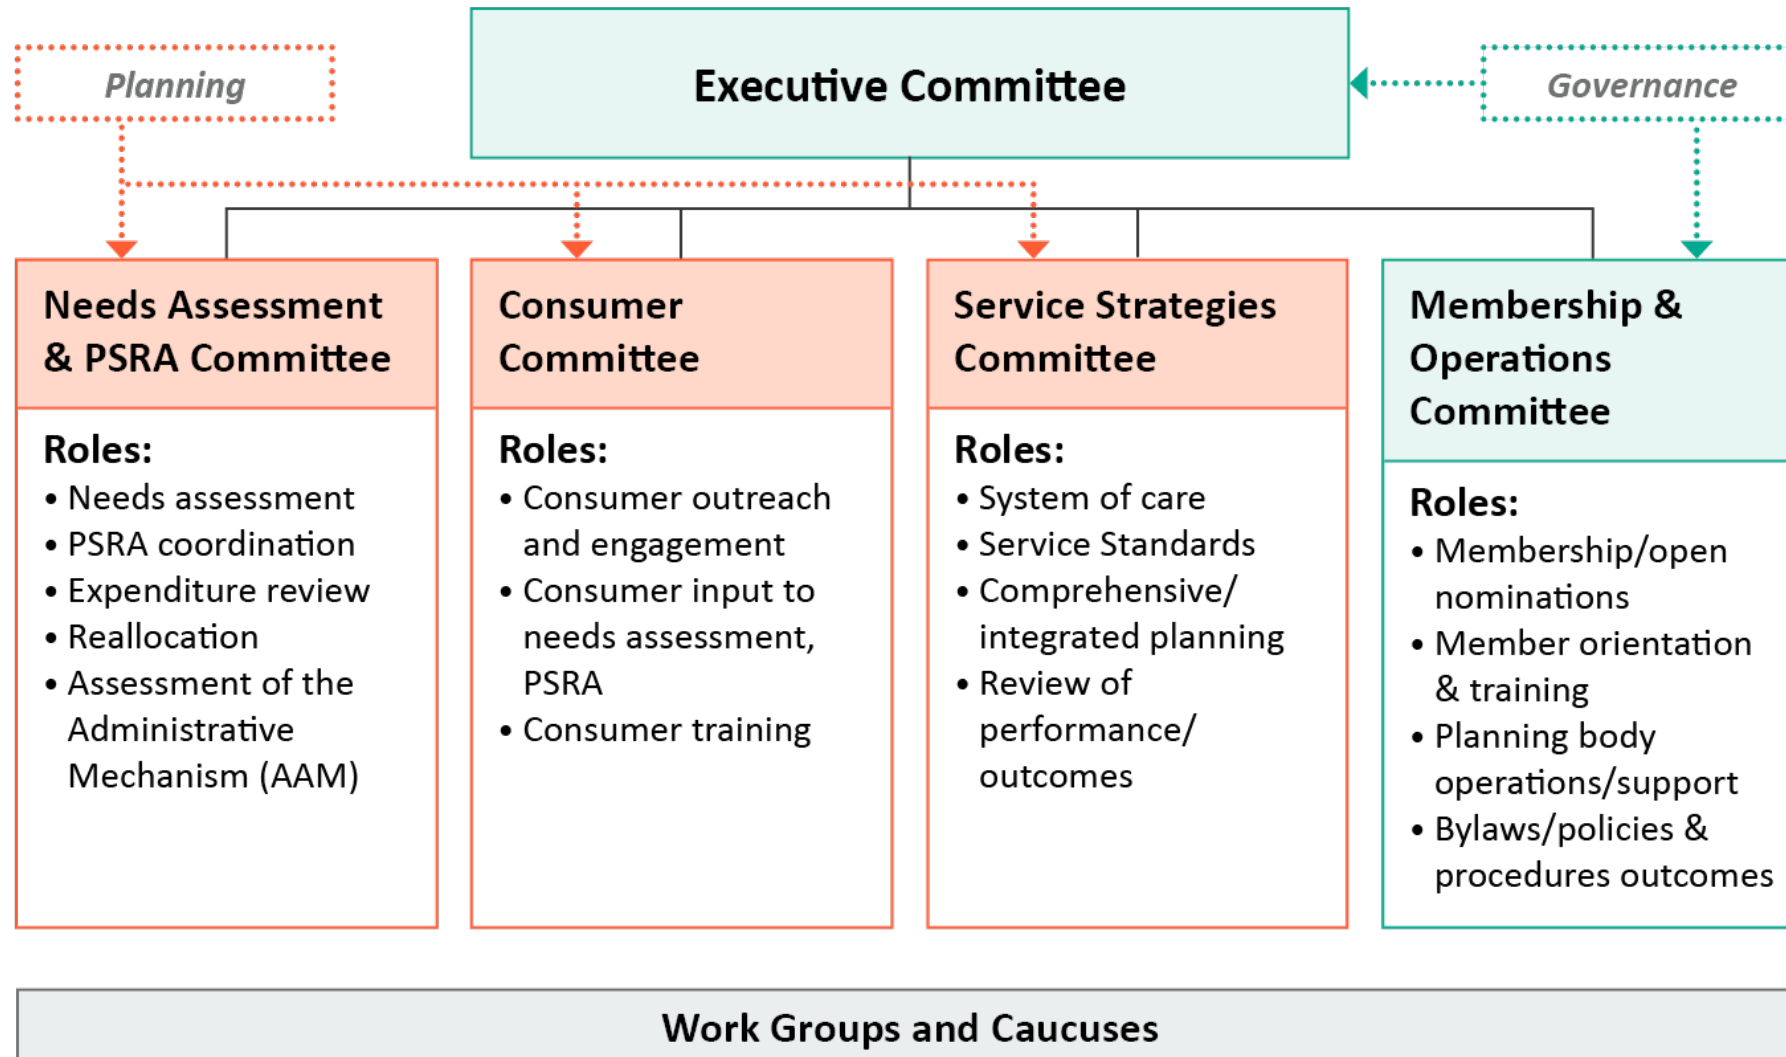 Planning
Executive Committee
Governance
Needs Assessment
& PSRA Committee
Roles:
• Needs assessment
• PSRA coordination
• Expenditure review
• Reallocation
• Assessment of the
Administrative
Mechanism (AAM)
Consumer
Committee
Roles:
• Consumer outreach
and engagement
• Consumer input to
needs assessment,
PSRA
• Consumer training
Service Strategies
Committee
Roles:
• System of care
• Service Standards
• Comprehensive/
integrated planning
• Review of
performance/
outcomes
Membership &
Operations
Committee
Roles:
• Membership/open
nominations
• Member orientation
& training
• Planning body
operations/support
• Bylaws/policies &
procedures outcomes
Work Groups and Caucuses